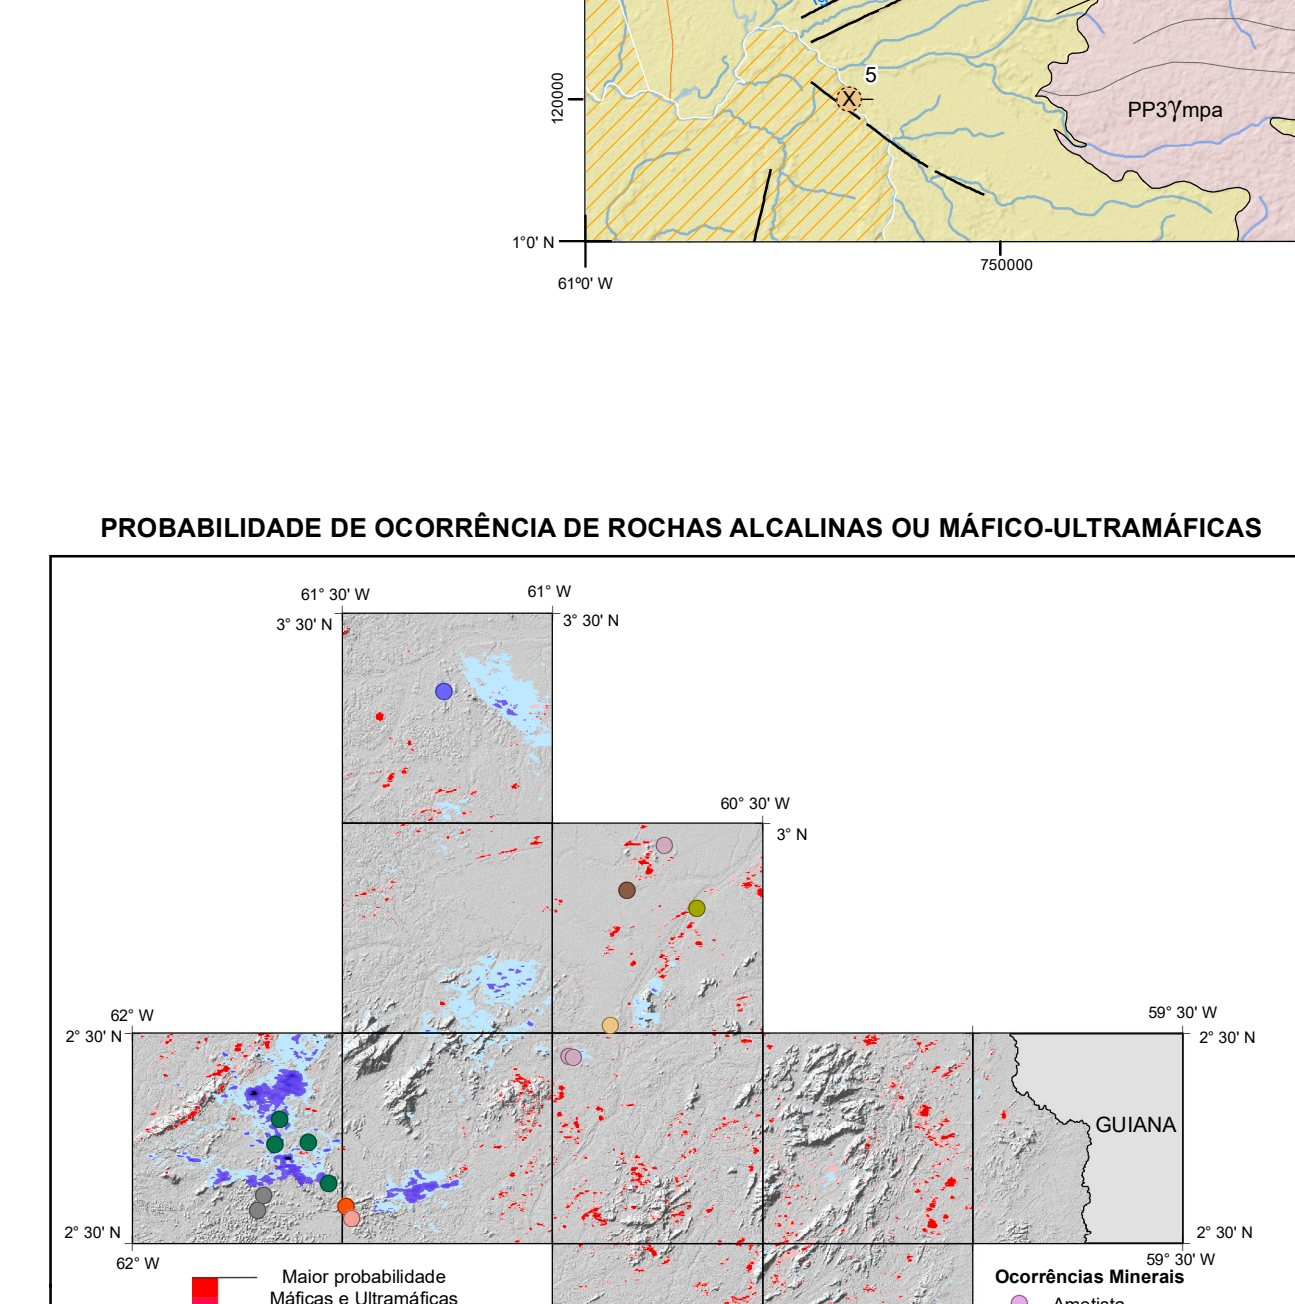 5
120000
PP3γmpa
1°0' N
750000
61º0' W
PROBABILIDADE DE OCORRÊNCIA DE ROCHAS ALCALINAS OU MÁFICO-ULTRAMÁFICAS
61° 30' W
61° W
3° 30' N
3° 30' N
60° 30' W
3° N
62° W
59° 30' W
2° 30' N
2° 30' N
GUIANA
2° 30' N
2° 30' N
62° W
59° 30' W
Maior probabilidade
Ocorrências Minerais
Máficas e Ultramáficas
Ametista